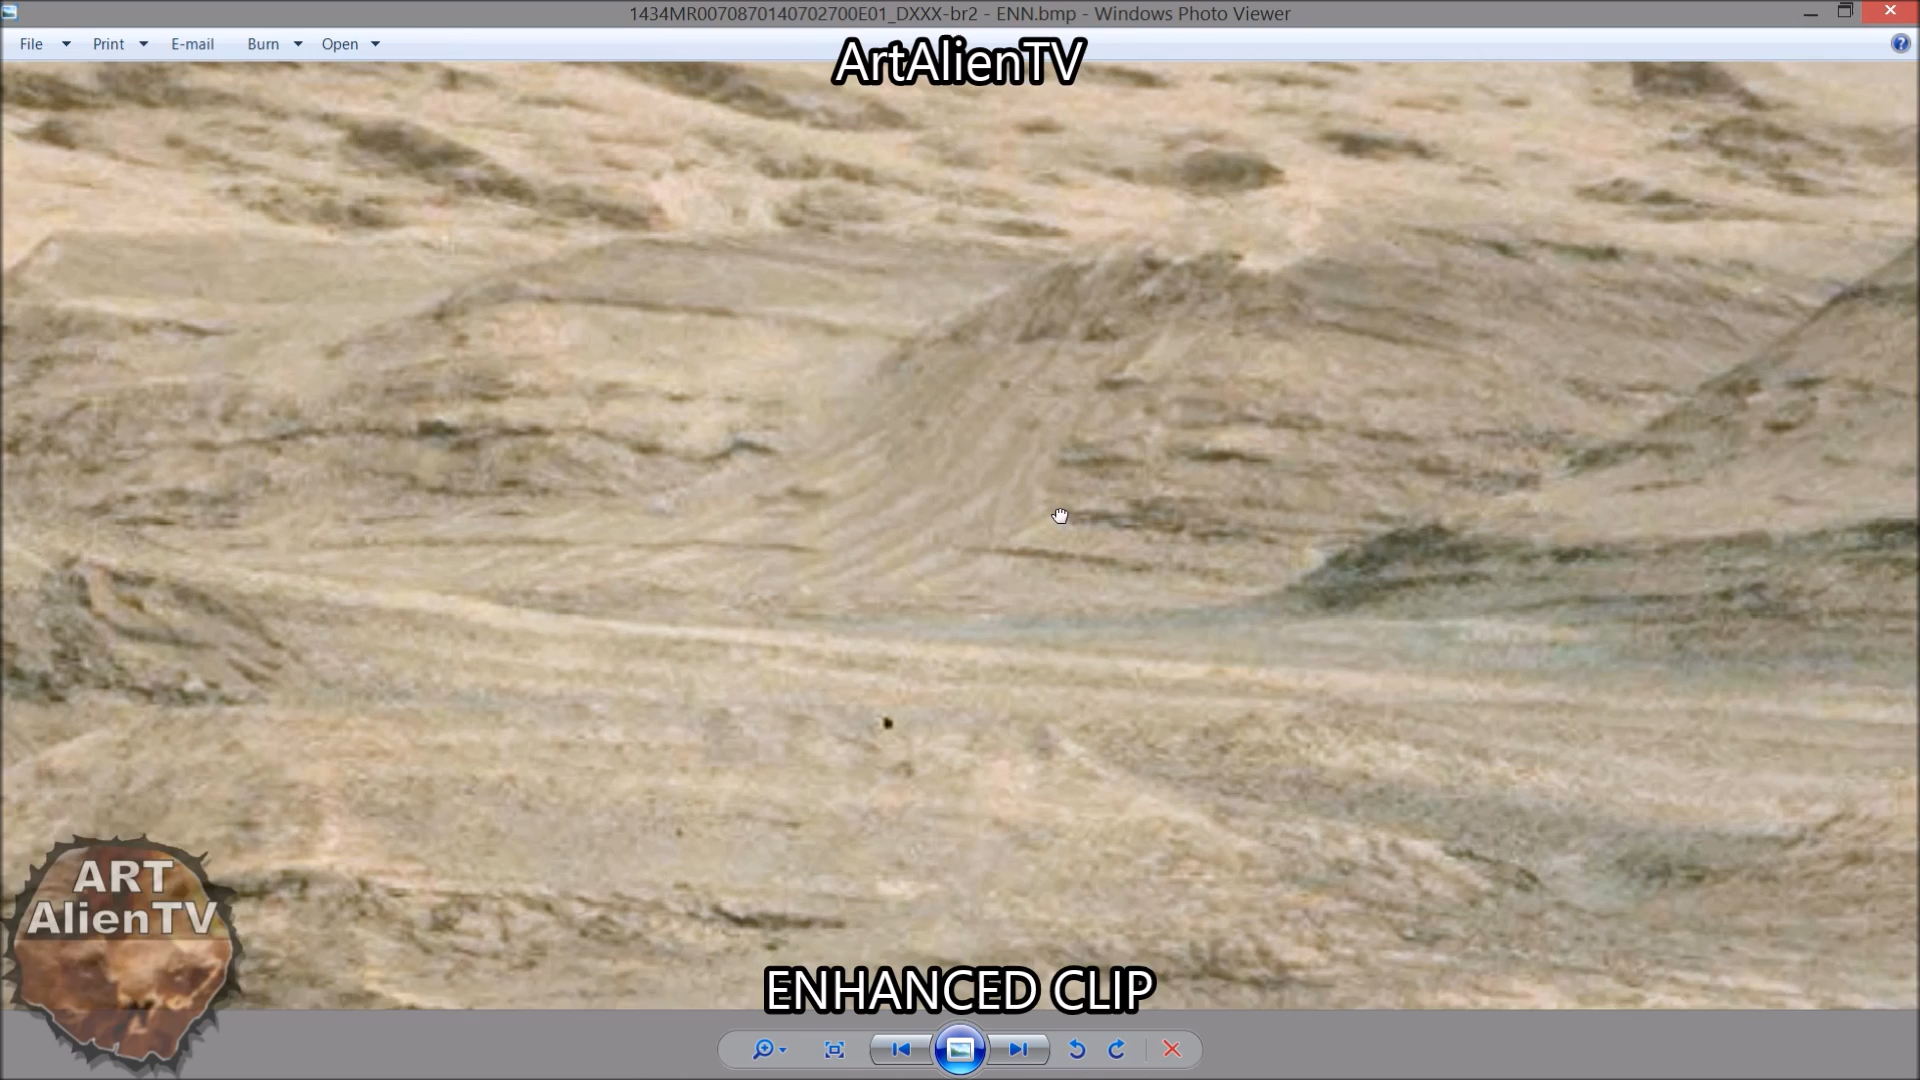 1434MR0070870140702700E01_DXXX-br2 - ENN.bmp - Windows Photo Viewer
File Print E-mail Burn Open
ArtAlienTV
ART
AlienTV
ENHANCED CLIP